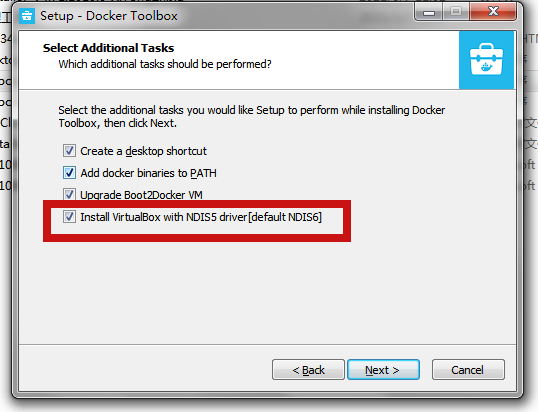 Setup - Docker Toolbox
Select Additional Tasks
Which additional tasks should be performed?
Select the additional tasks you would like Setup to perform while installing Docker
Toolbox, then click Next.
Create a desktop shortcut
Add docker binaries to PATH
Upgrade Boot2Docker VM
Install VirtualBox with NDIS5 driver[default NDIS6]
< Back
Next >
Cancel